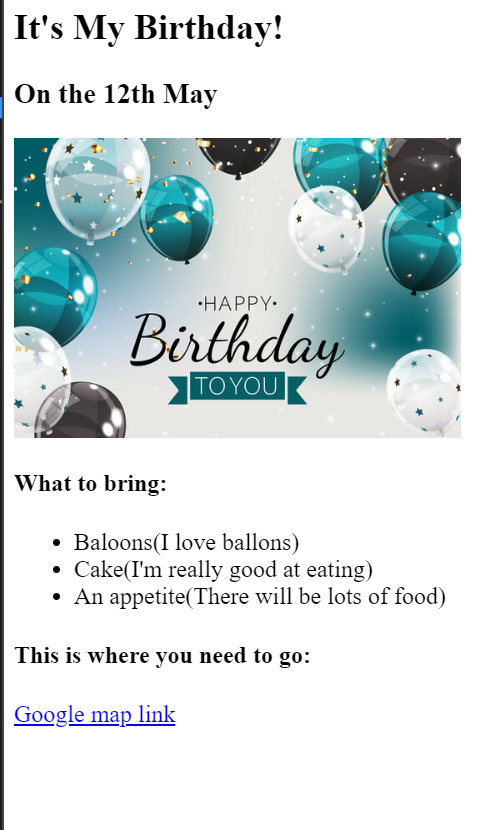 It's My Birthday!
On the 12th May
•HAPPY•
Birthday
TO YOU
What to bring:
• Baloons(I love ballons)
• Cake(I'm really good at eating)
• An appetite(There will be lots of food)
This is where you need to go:
Google map link